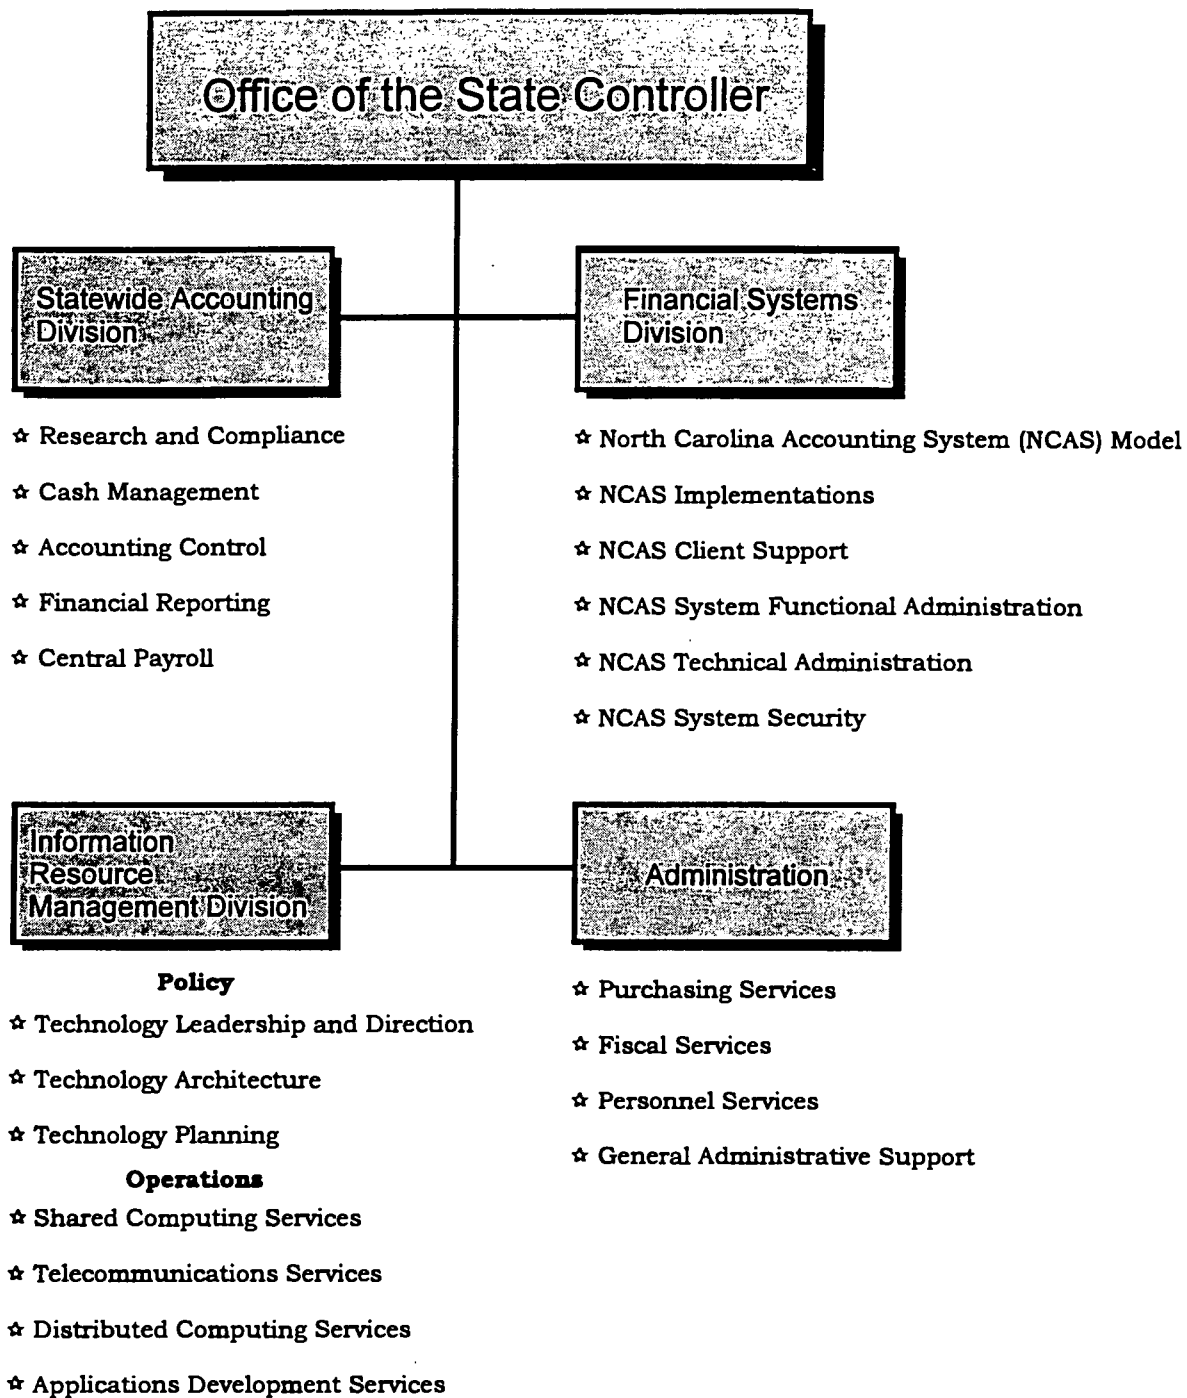 Office of the State Controller
Statewide Accounting
Division
☆ Research and Compliance
☆ Cash Management
☆ Accounting Control
☆ Financial Reporting
☆ Central Payroll
Financial Systems
Division
☆ North Carolina Accounting System (NCAS) Model
☆ NCAS Implementations
☆ NCAS Client Support
☆ NCAS System Functional Administration
☆ NCAS Technical Administration
☆ NCAS System Security
Information
Resource
Management Division
Policy
☆ Technology Leadership and Direction
☆ Technology Architecture
☆ Technology Planning
Operations
☆ Shared Computing Services
☆ Telecommunications Services
☆ Distributed Computing Services
☆ Applications Development Services
Administration
☆ Purchasing Services
☆ Fiscal Services
☆ Personnel Services
☆ General Administrative Support